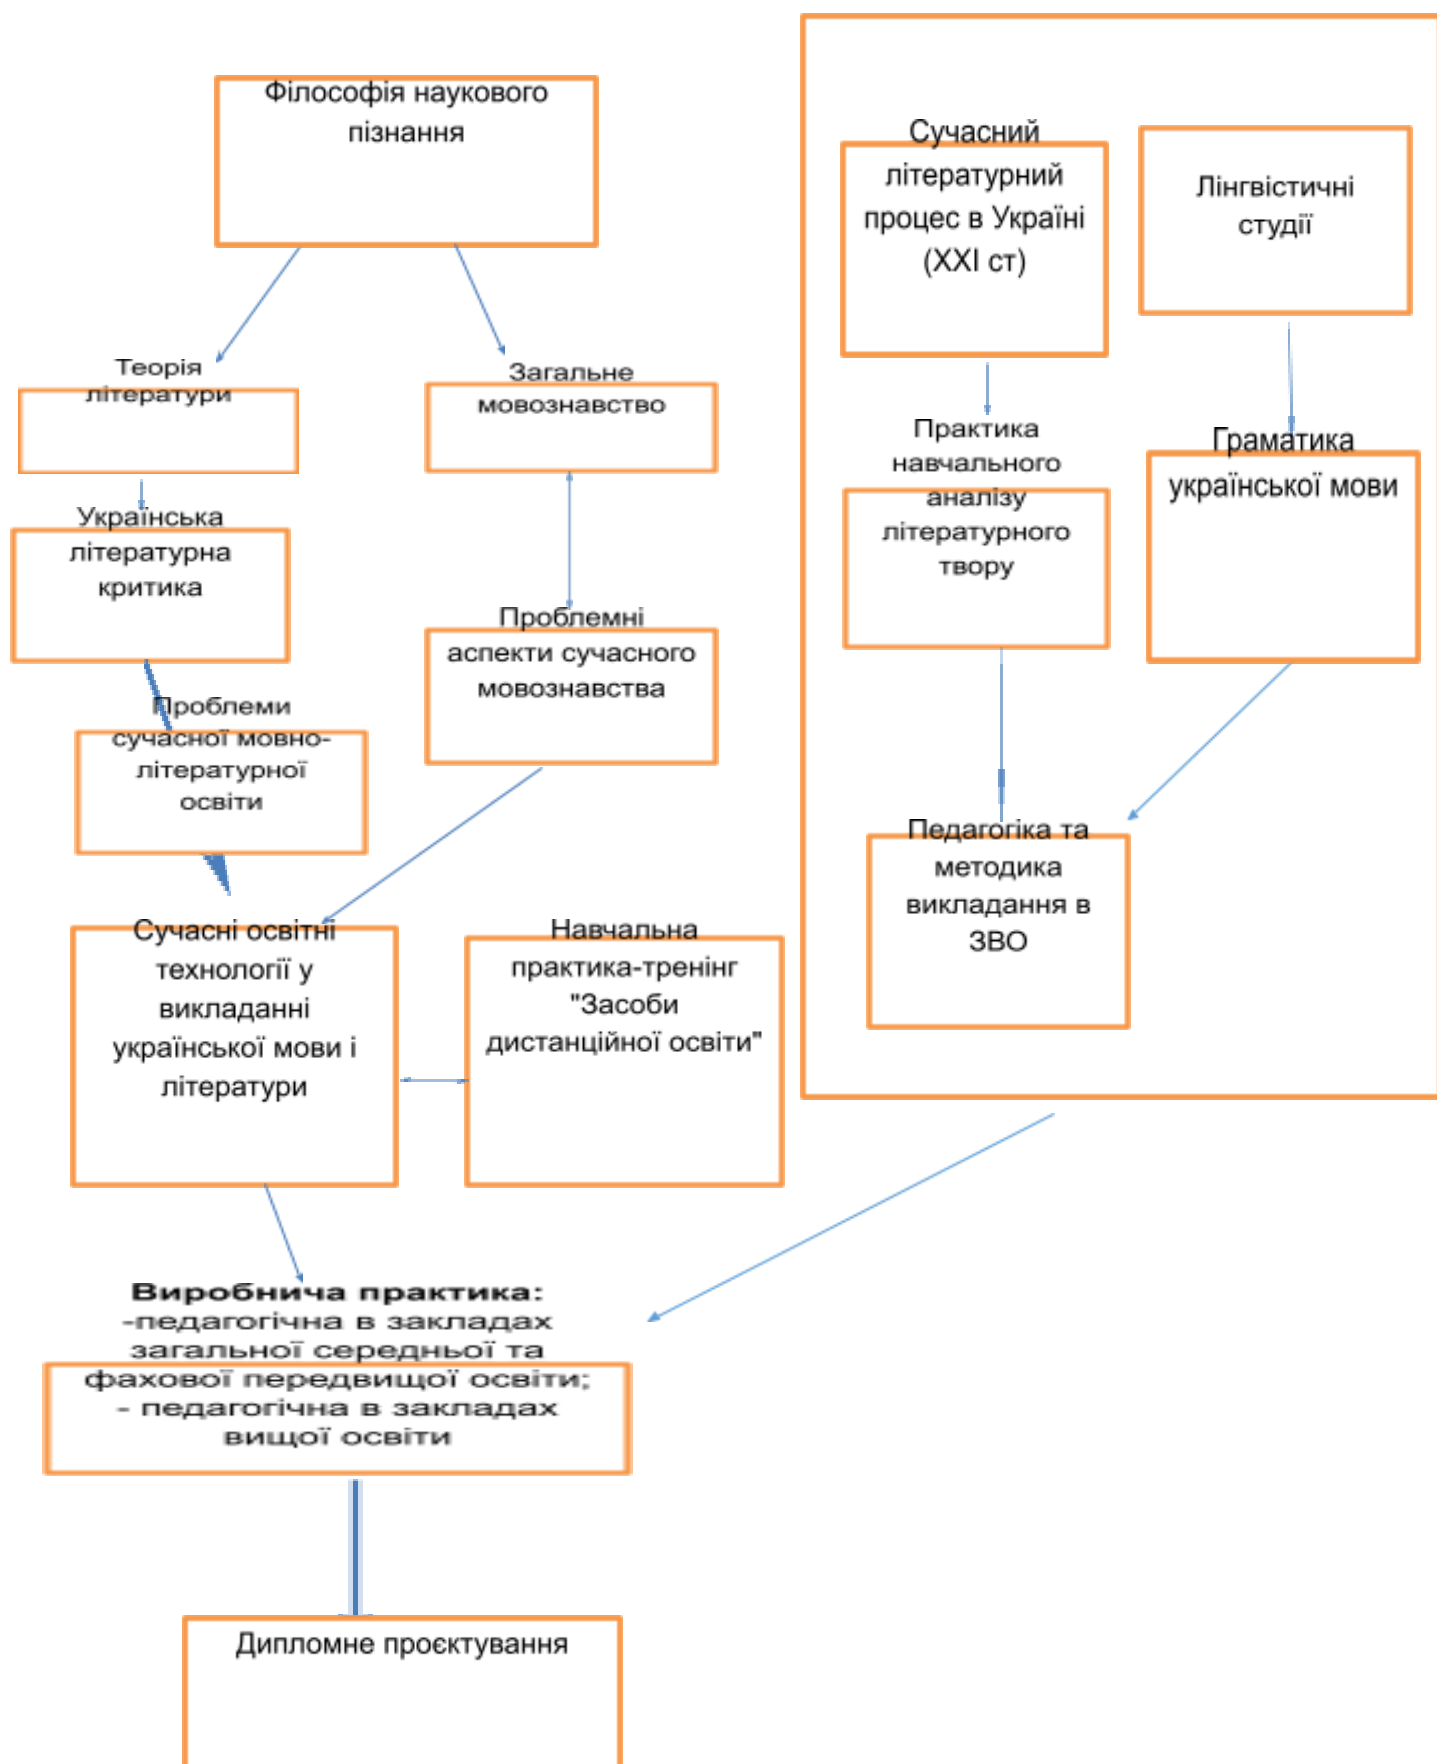 Філософія наукового
пізнання
Сучасний
літературний
процес в Україні
(ХХІ ст)
Лінгвістичні
студії
Теорія
літератури
Загальне
мовознавство
Практика
навчального
аналізу
літературного
твору
Граматика
української мови
Українська
літературна
критика
Проблемні
аспекти сучасного
мовознавства
Проблеми
сучасної мовно-
літературної
освіти
Педагогіка та
методика
викладання в
ЗВО
Сучасні освітні
технології у
викладанні
української мови і
літератури
Навчальна
практика-тренінг
"Засоби
дистанційної освіти"
Виробнича практика:
-педагогічна в закладах
загальної середньої та
фахової передвищої освіти;
- педагогічна в закладах
вищої освіти
Дипломне проєктування